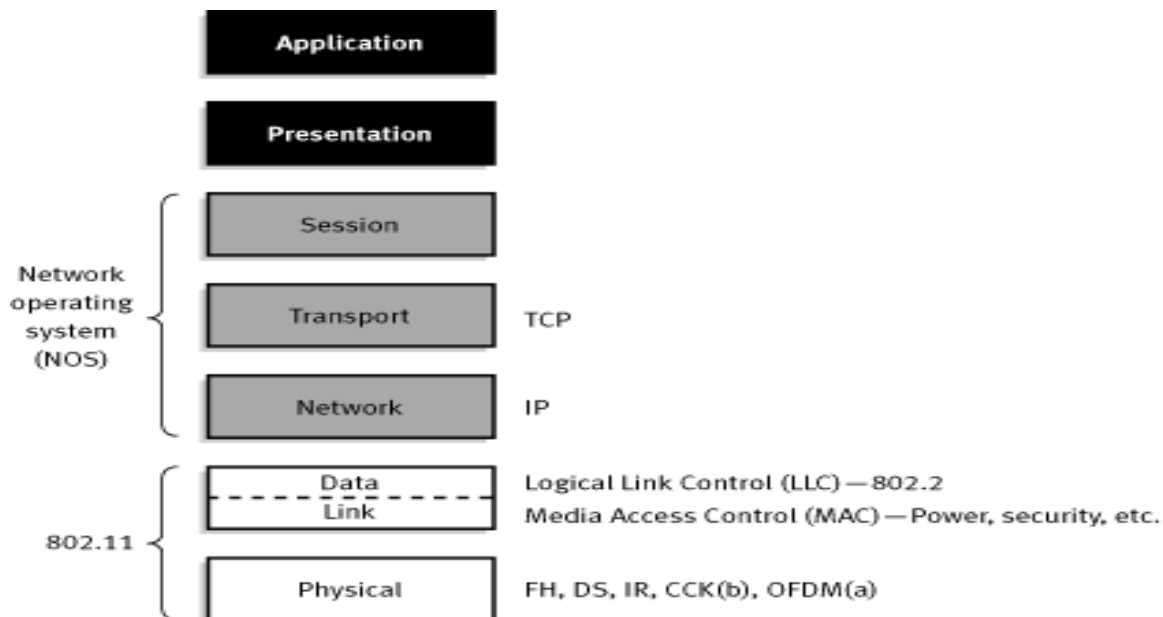 Application
Presentation
Session
Network
operating
system
(NOS)
Transport
TCP
Network
IP
Data
Link
Logical Link Control (LLC)—802.2
Media Access Control (MAC)—Power, security, etc.
802.11
Physical
FH, DS, IR, CCK(b), OFDM(a)